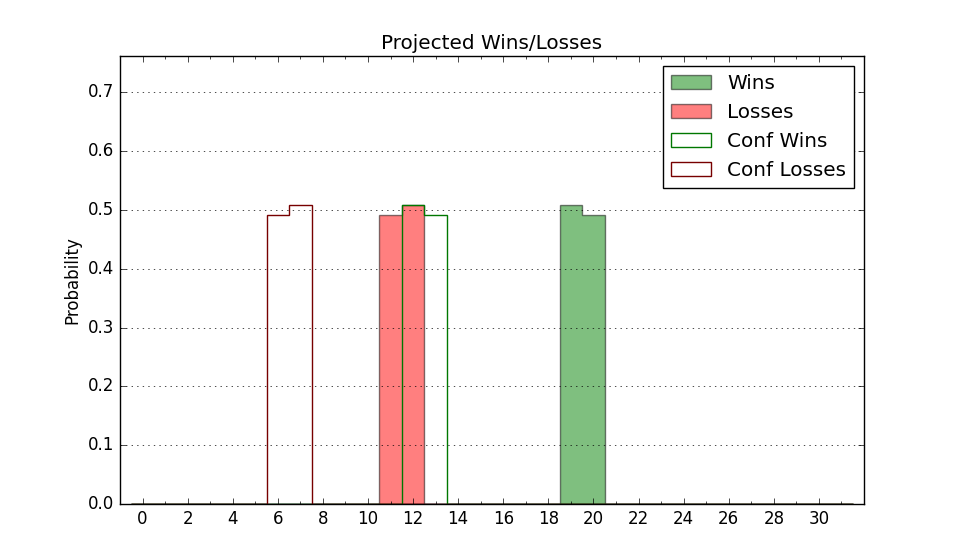 Projected Wins/Losses
Wins
Losses
Conf Wins
Conf Losses
Probability
0.7
0.6
0.5
0.4
0.3
0.2
0.1
0.0
0 2 4 6 8 10 12 14 16 18 20 22 24 26 28 30